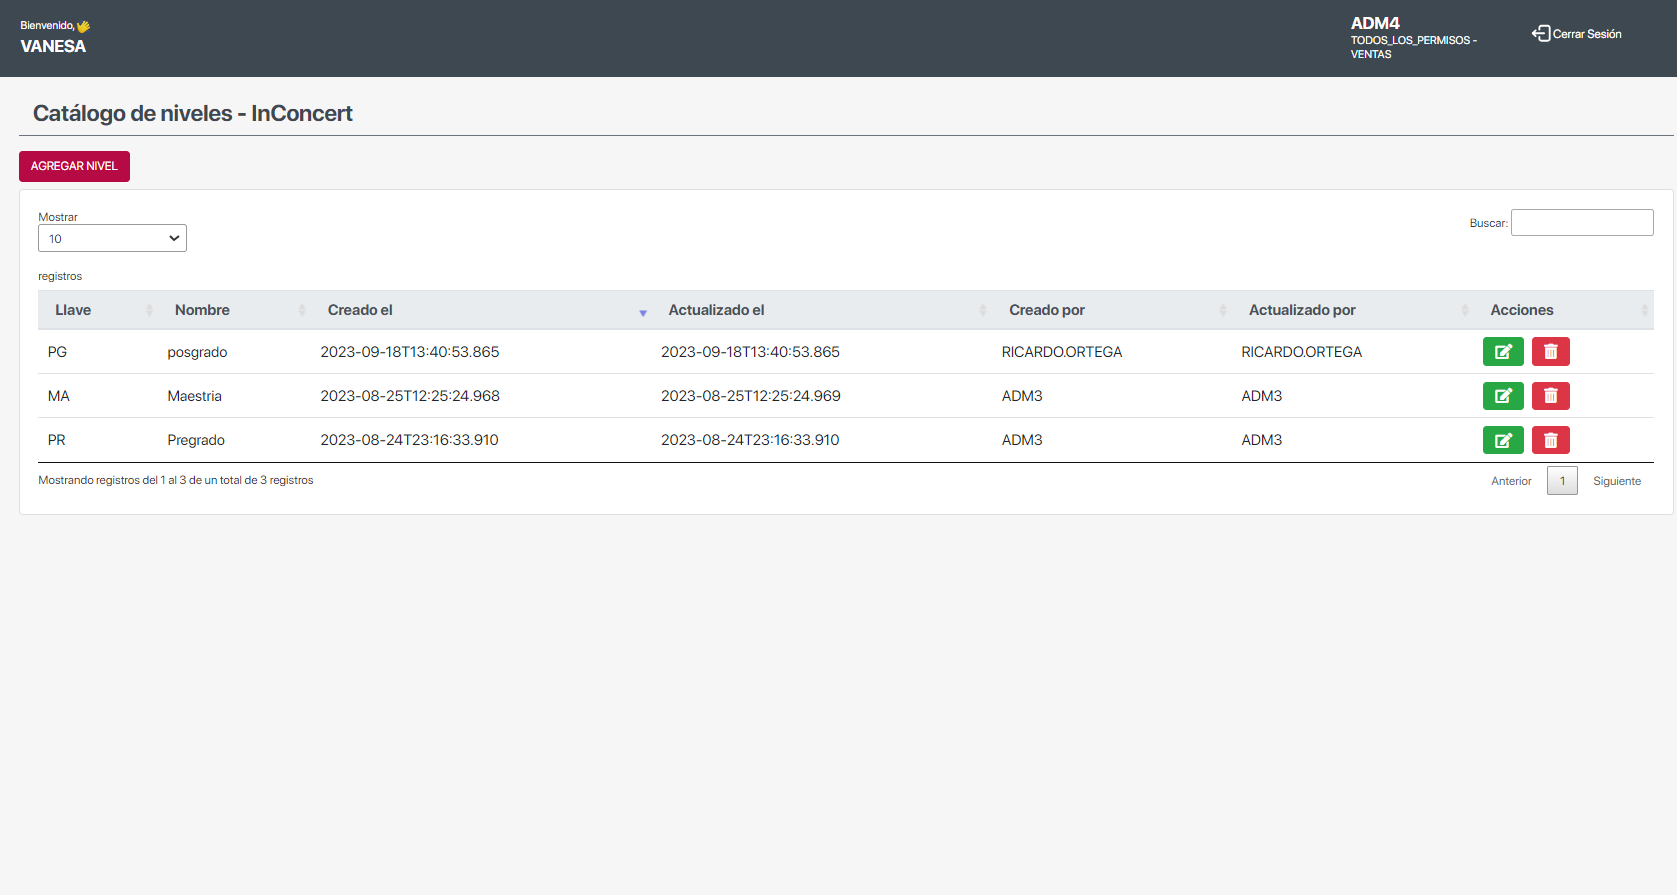 Bienvenido, 👋
VANESA
ADM4
TODOS_LOS_PERMISOS -
VENTAS
Cerrar Sesión
Catálogo de niveles - InConcert
AGREGAR NIVEL
Mostrar
10
registros
Buscar:
Llave Nombre Creado el Actualizado el Creado por Actualizado por Acciones
PG posgrado 2023-09-18T13:40:53.865 2023-09-18T13:40:53.865 RICARDO.ORTEGA RICARDO.ORTEGA
MA Maestria 2023-08-25T12:25:24.968 2023-08-25T12:25:24.969 ADM3 ADM3
PR Pregrado 2023-08-24T23:16:33.910 2023-08-24T23:16:33.910 ADM3 ADM3
Mostrando registros del 1 al 3 de un total de 3 registros
Anterior 1 Siguiente